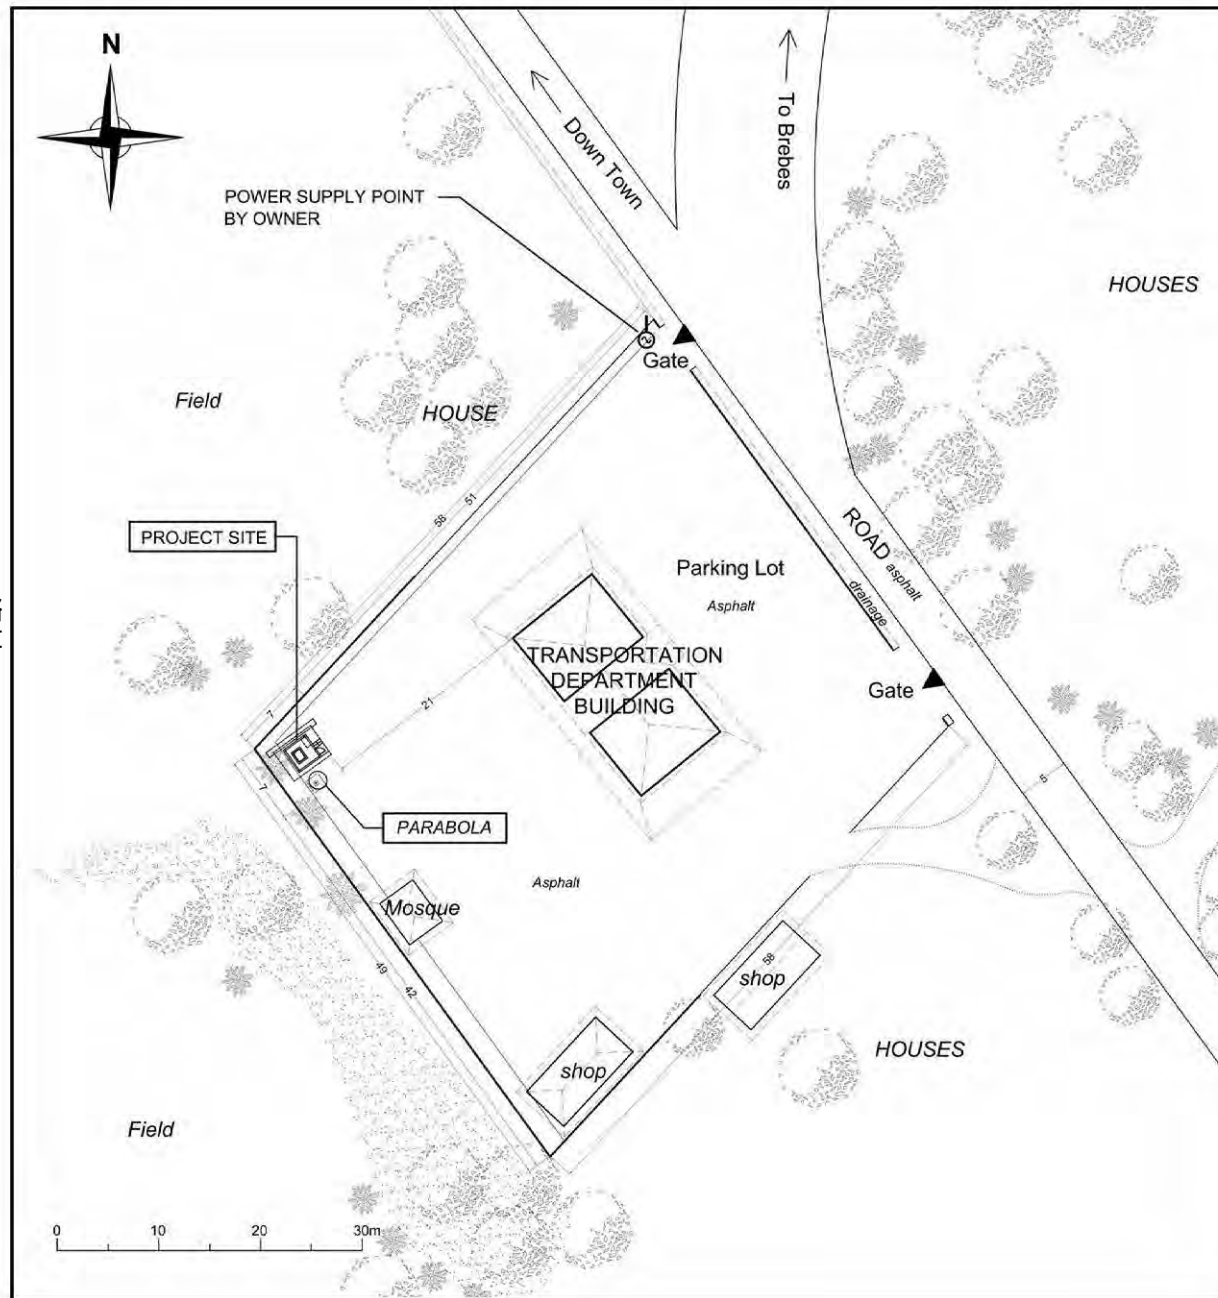 N
Down Town
To Brebes
POWER SUPPLY POINT
BY OWNER
HOUSES
Gate
Field
HOUSE
51
58
PROJECT SITE
ROAD
asphalt
Parking Lot
Asphalt
drainage
TRANSPORTATION
DEPARTMENT
BUILDING
Gate
21
7
7
5
PARABOLA
Asphalt
Mosque
58
shop
49
42
HOUSES
shop
Field
0 10 20 30m